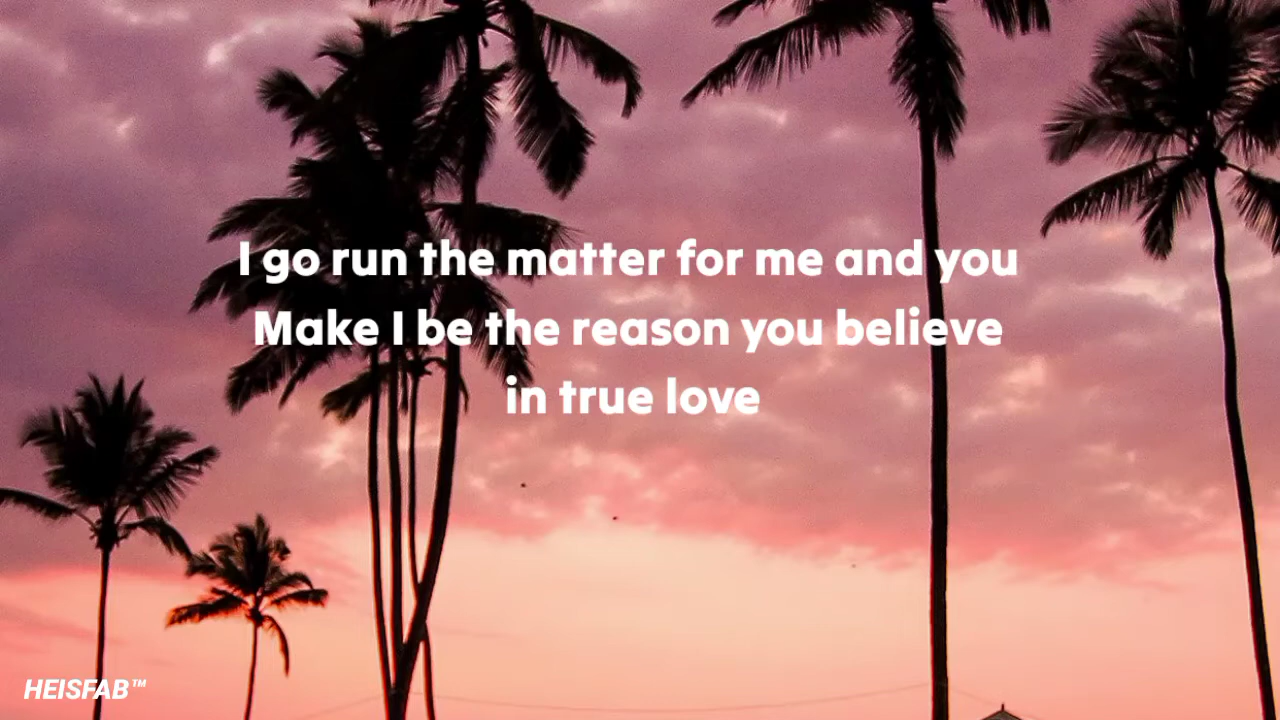 I go run the matter for me and you
Make I be the reason you believe
in true love
HEISFAB™